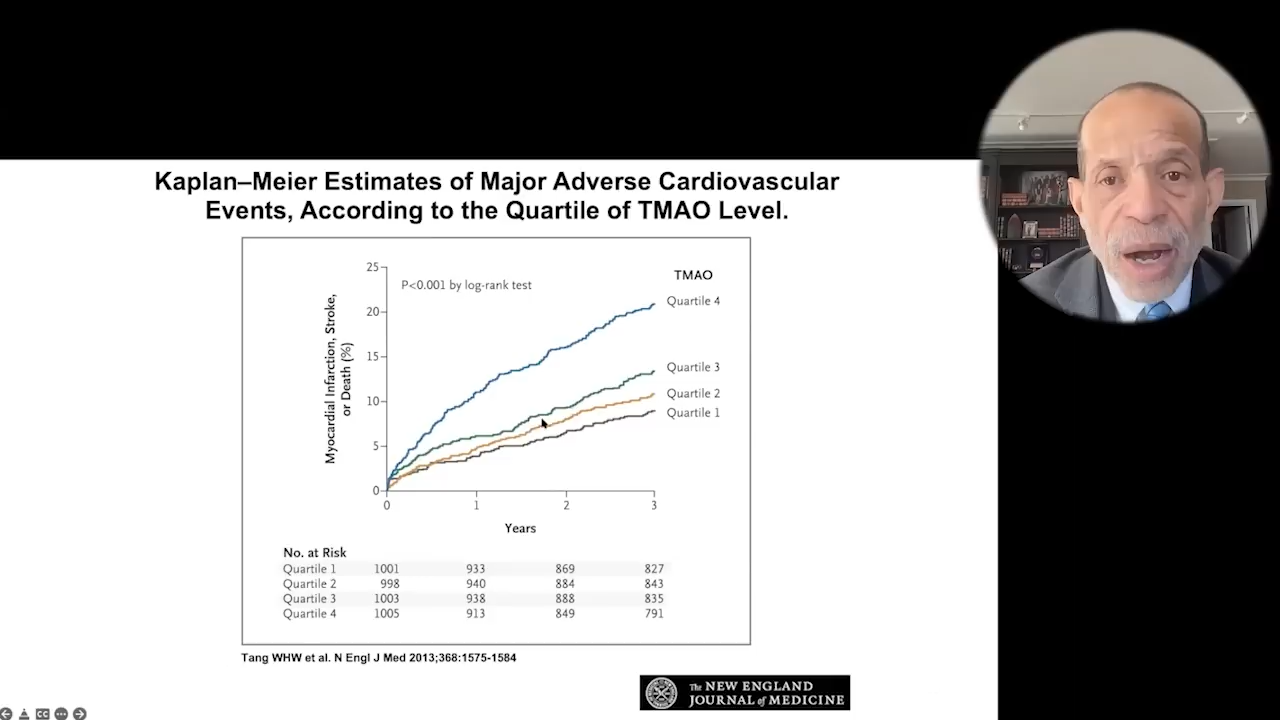 Kaplan–Meier Estimates of Major Adverse Cardiovascular
Events, According to the Quartile of TMAO Level.
25
20
15
10
5
0
Myocardial Infarction, Stroke,
or Death (%)
P<0.001 by log-rank test
TMAO
Quartile 4
Quartile 3
Quartile 2
Quartile 1
0 1 2 3
Years
No. at Risk
Quartile 1 1001 933 869 827
Quartile 2 998 940 884 843
Quartile 3 1003 938 888 835
Quartile 4 1005 913 849 791
Tang WHW et al. N Engl J Med 2013;368:1575-1584
The NEW ENGLAND
JOURNAL of MEDICINE
CC